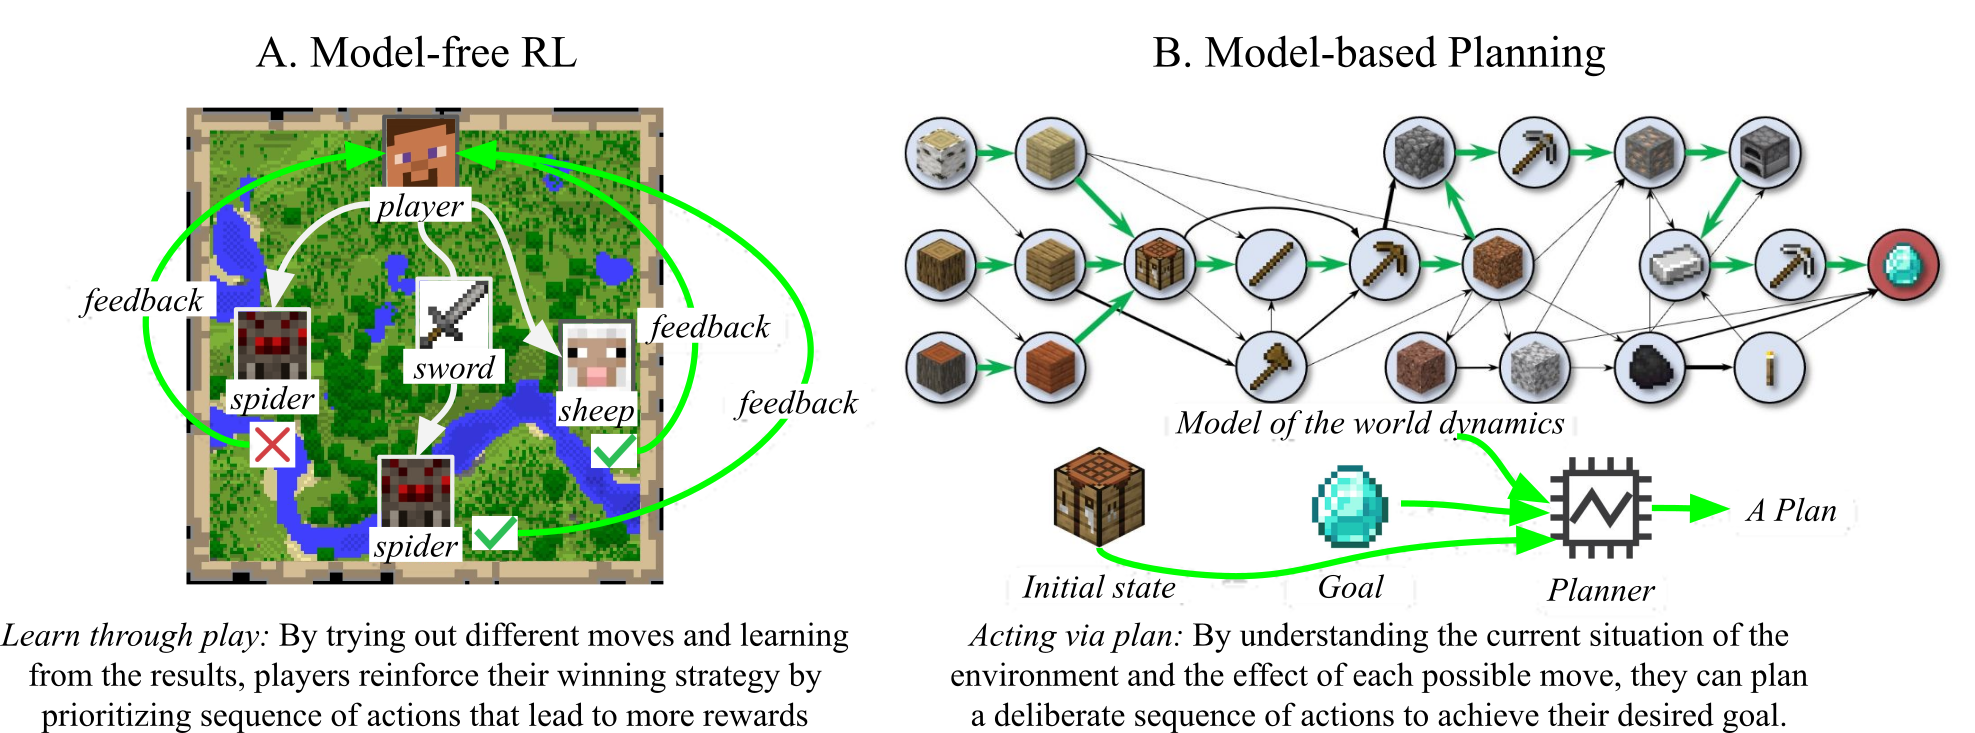 A. Model-free RL
player
feedback
feedback
spider
sword
sheep
feedback
spider
Learn through play: By trying out different moves and learning
from the results, players reinforce their winning strategy by
prioritizing sequence of actions that lead to more rewards
B. Model-based Planning
Model of the world dynamics
A Plan
Initial state
Goal
Planner
Acting via plan: By understanding the current situation of the
environment and the effect of each possible move, they can plan
a deliberate sequence of actions to achieve their desired goal.